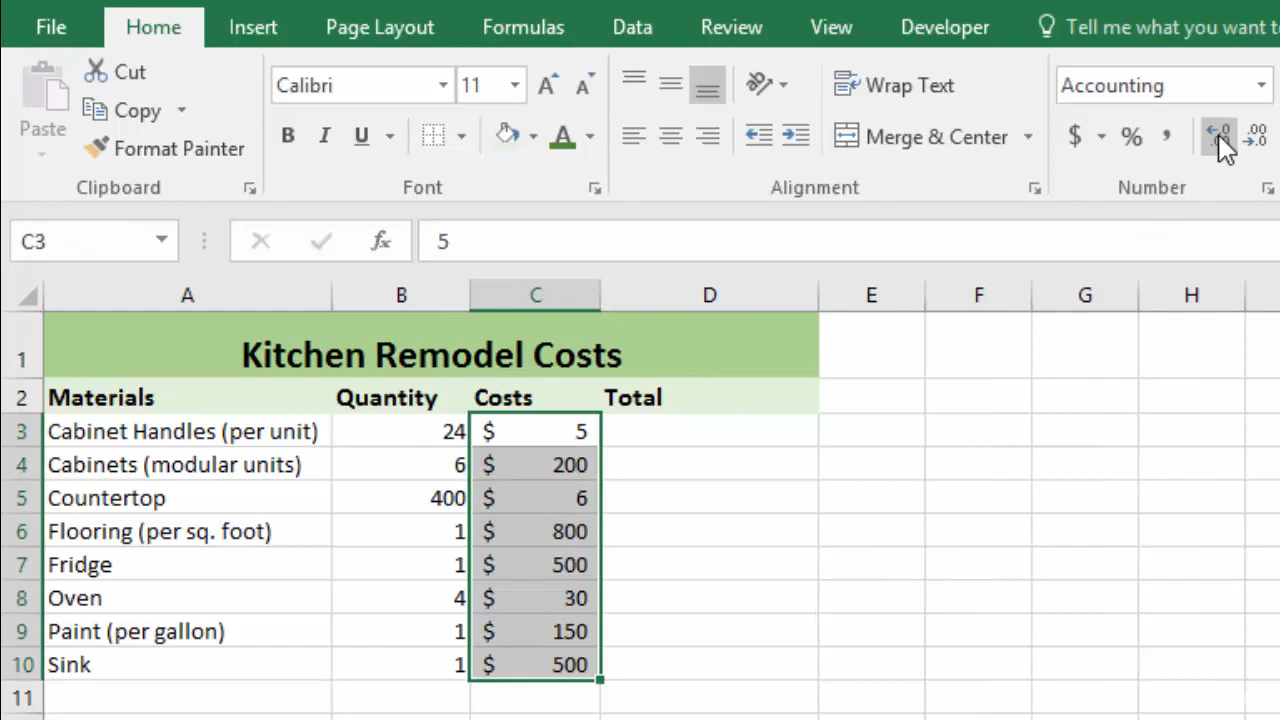 File Home Insert Page Layout Formulas Data Review View Developer Tell me what you want t
Cut
Copy
Format Painter
Paste
Clipboard
Calibri 11 A A
B I U A
Font
Wrap Text
Merge & Center
Alignment
Accounting
$ % , .00 .00
Number
C3 fx 5
A B C D E F G H
1 Kitchen Remodel Costs
2 Materials Quantity Costs Total
3 Cabinet Handles (per unit) 24 $ 5
4 Cabinets (modular units) 6 $ 200
5 Countertop 400 $ 6
6 Flooring (per sq. foot) 1 $ 800
7 Fridge 1 $ 500
8 Oven 4 $ 30
9 Paint (per gallon) 1 $ 150
10 Sink 1 $ 500
11